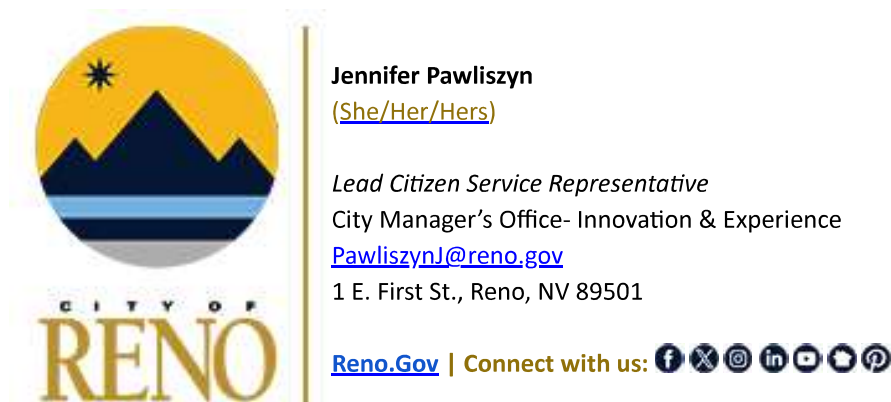 CITY OF
RENO
Jennifer Pawliszyn
(She/Her/Hers)
Lead Citizen Service Representative
City Manager’s Office- Innovation & Experience
PawliszynJ@reno.gov
1 E. First St., Reno, NV 89501
Reno.Gov | Connect with us: